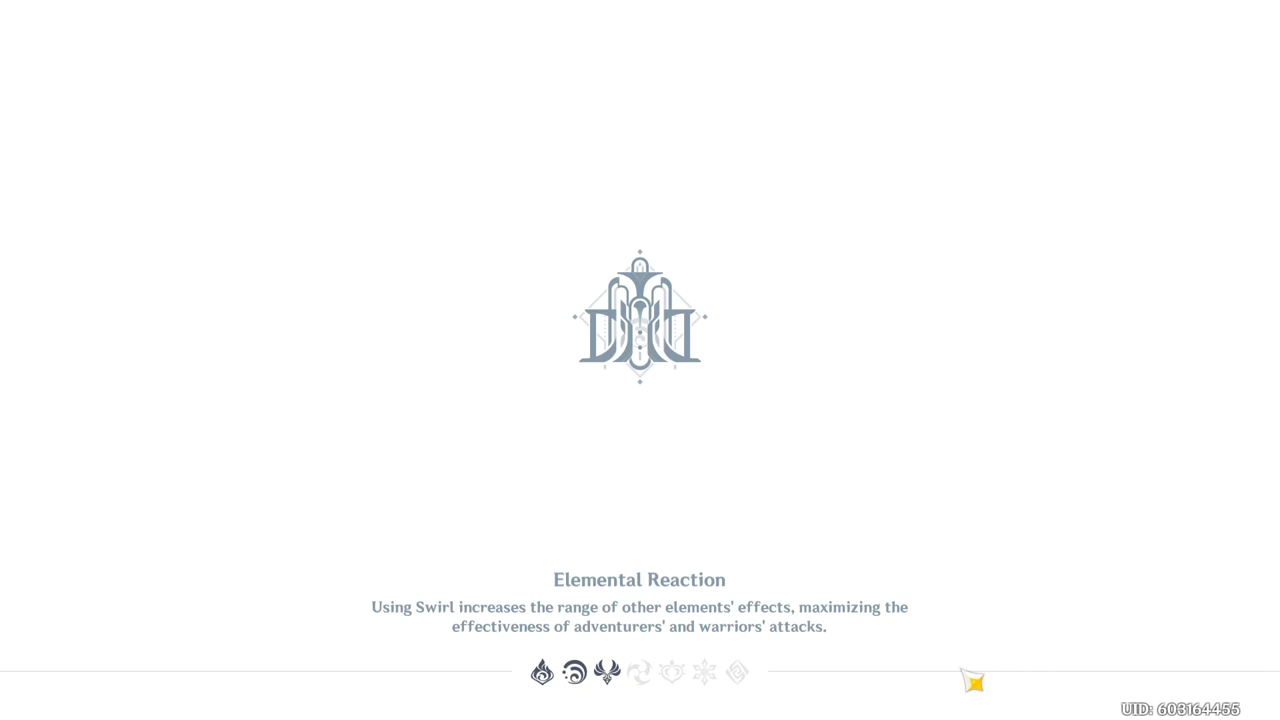 Elemental Reaction
Using Swirl increases the range of other elements' effects, maximizing the
effectiveness of adventurers' and warriors' attacks.
UID: 603164455